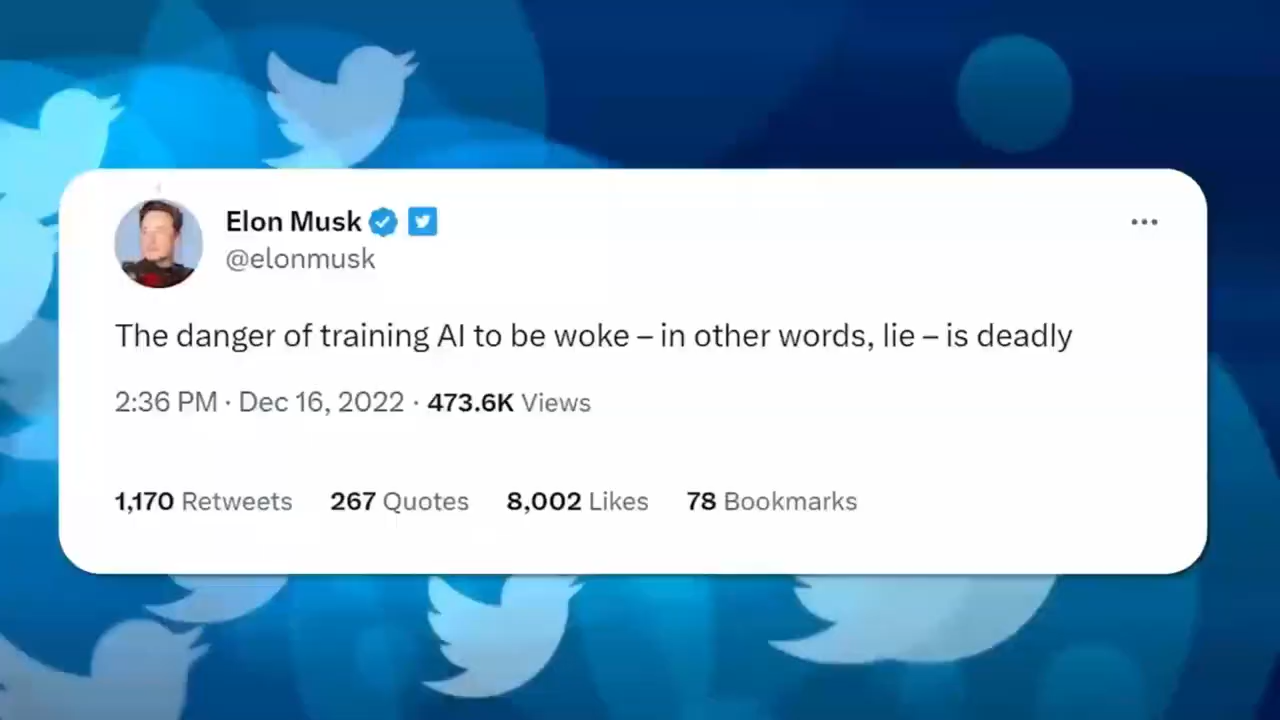 Elon Musk
@elonmusk
The danger of training AI to be woke – in other words, lie – is deadly
2:36 PM · Dec 16, 2022 · 473.6K Views
1,170 Retweets 267 Quotes 8,002 Likes 78 Bookmarks